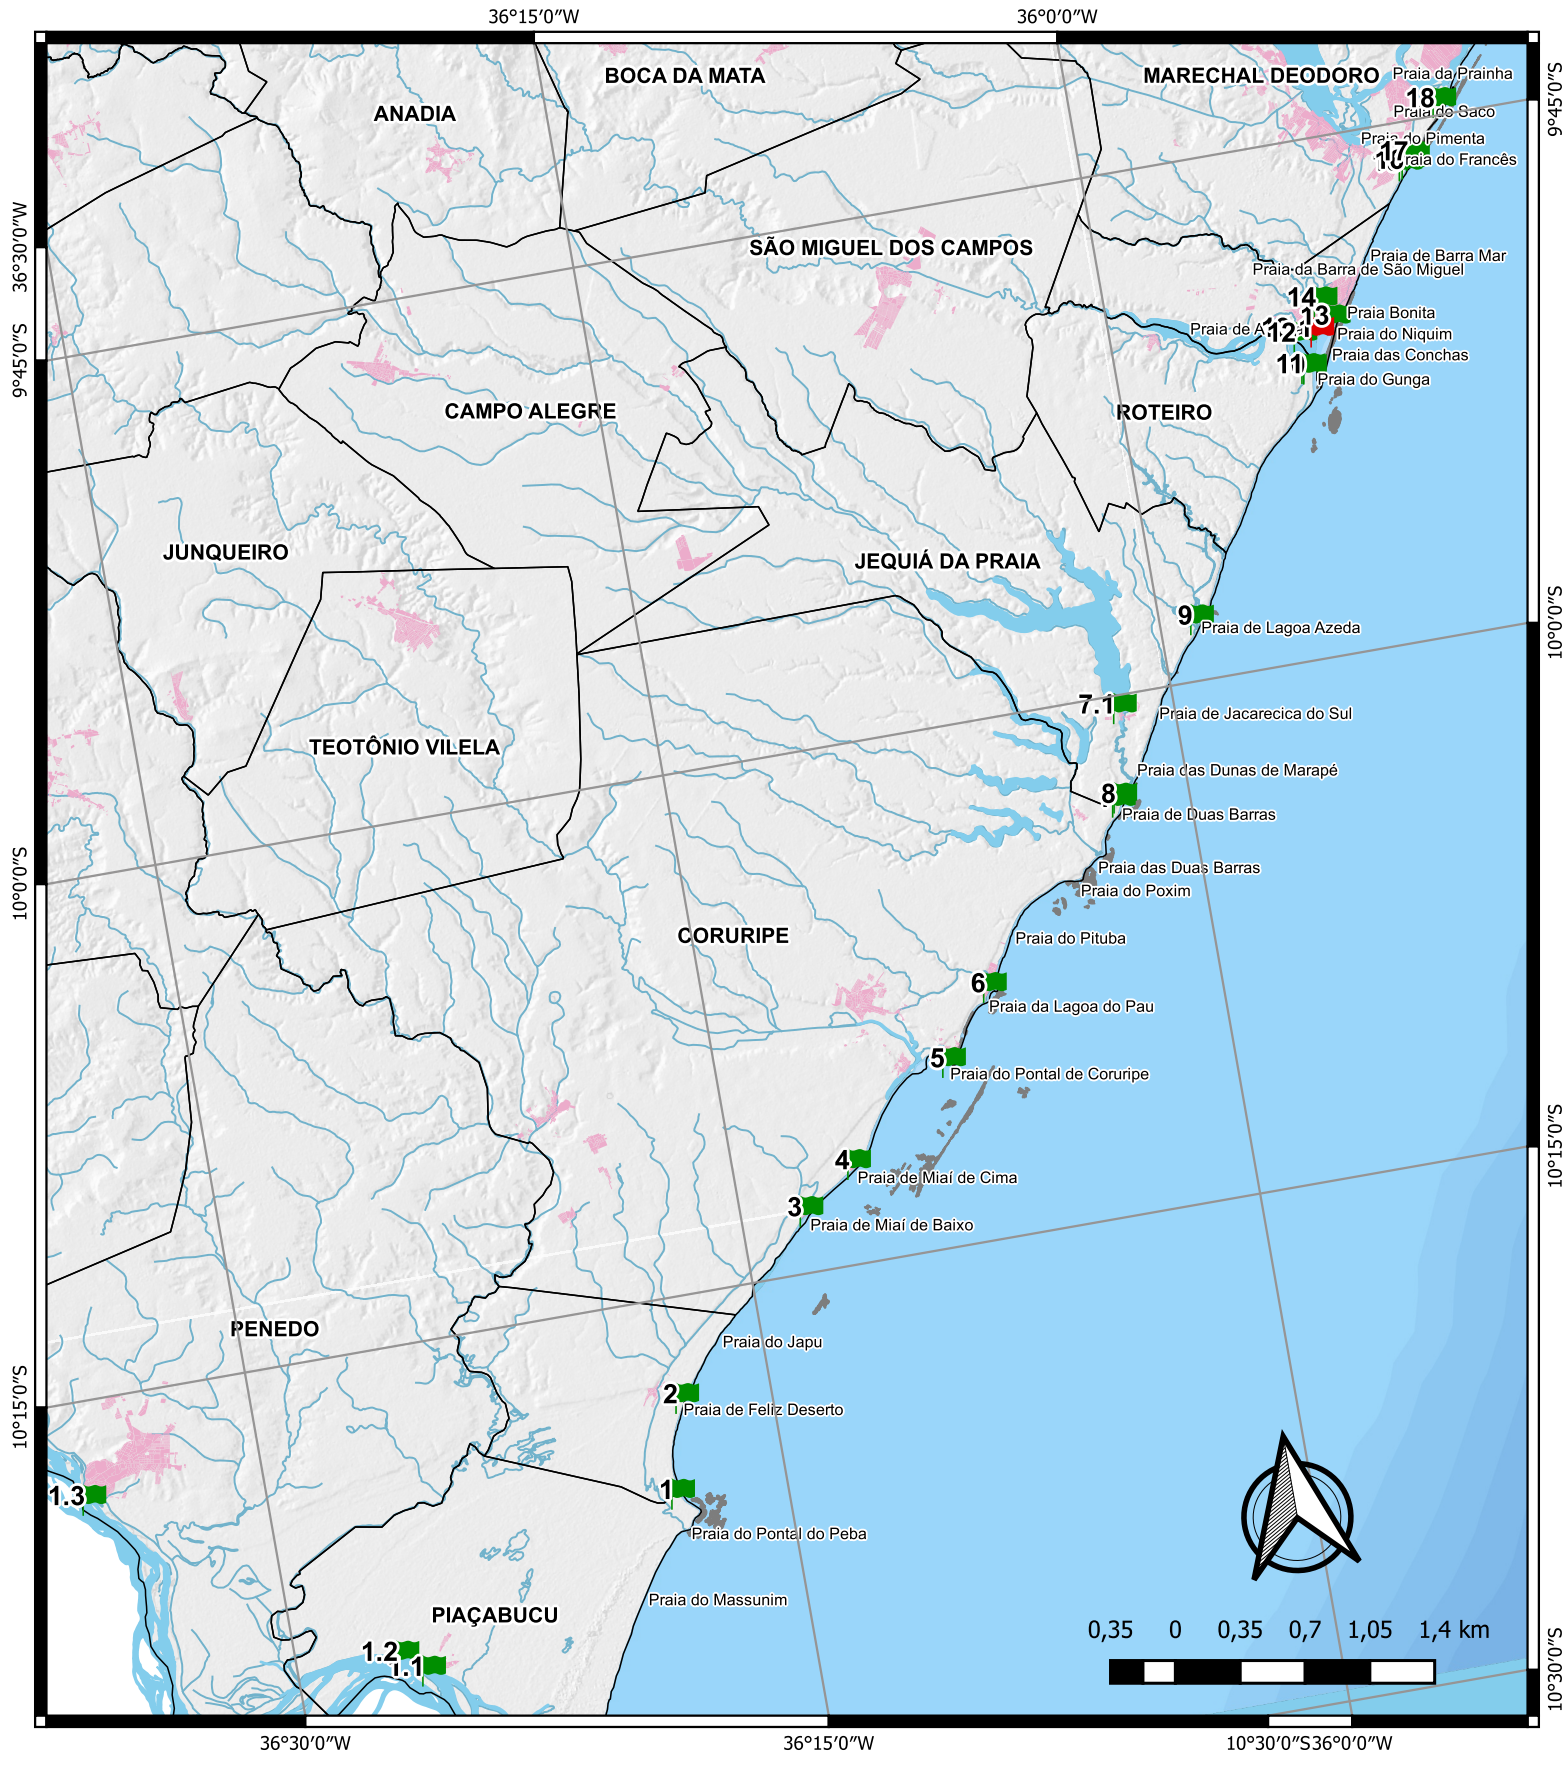 36°15'0"W
36°0'0"W
BOCA DA MATA
MARECHAL DEODORO
Praia da Prainha
9°45'0"S
ANADIA
18
Praia do Saco
Praia do Pimenta
17
Praia do Francês
36°30'0"W
SÃO MIGUEL DOS CAMPOS
Praia de Barra Mar
Praia da Barra de São Miguel
14
Praia Bonita
13
Praia de
12
Praia do Niquim
9°45'0"S
Praia das Conchas
11
Praia do Gunga
CAMPO ALEGRE
ROTEIRO
JUNQUEIRO
JEQUIÁ DA PRAIA
9
Praia de Lagoa Azeda
10°0'0"S
7.1
Praia de Jacarecica do Sul
TEOTÔNIO VILELA
Praia das Dunas de Marapé
8
Praia de Duas Barras
Praia das Duas Barras
10°0'0"S
Praia do Poxim
CORURIPE
Praia do Pituba
6
Praia da Lagoa do Pau
5
Praia do Pontal de Coruripe
10°15'0"S
4
Praia de Miaí de Cima
3
Praia de Miaí de Baixo
PENEDO
Praia do Japu
2
Praia de Feliz Deserto
10°15'0"S
1
1.3
Praia do Pontal do Peba
Praia do Massunim
PIAÇABUCU
0,35 0 0,35 0,7 1,05 1,4 km
1.2
1.1
10°30'0"S
36°30'0"W
36°15'0"W
10°30'0"S
36°0'0"W